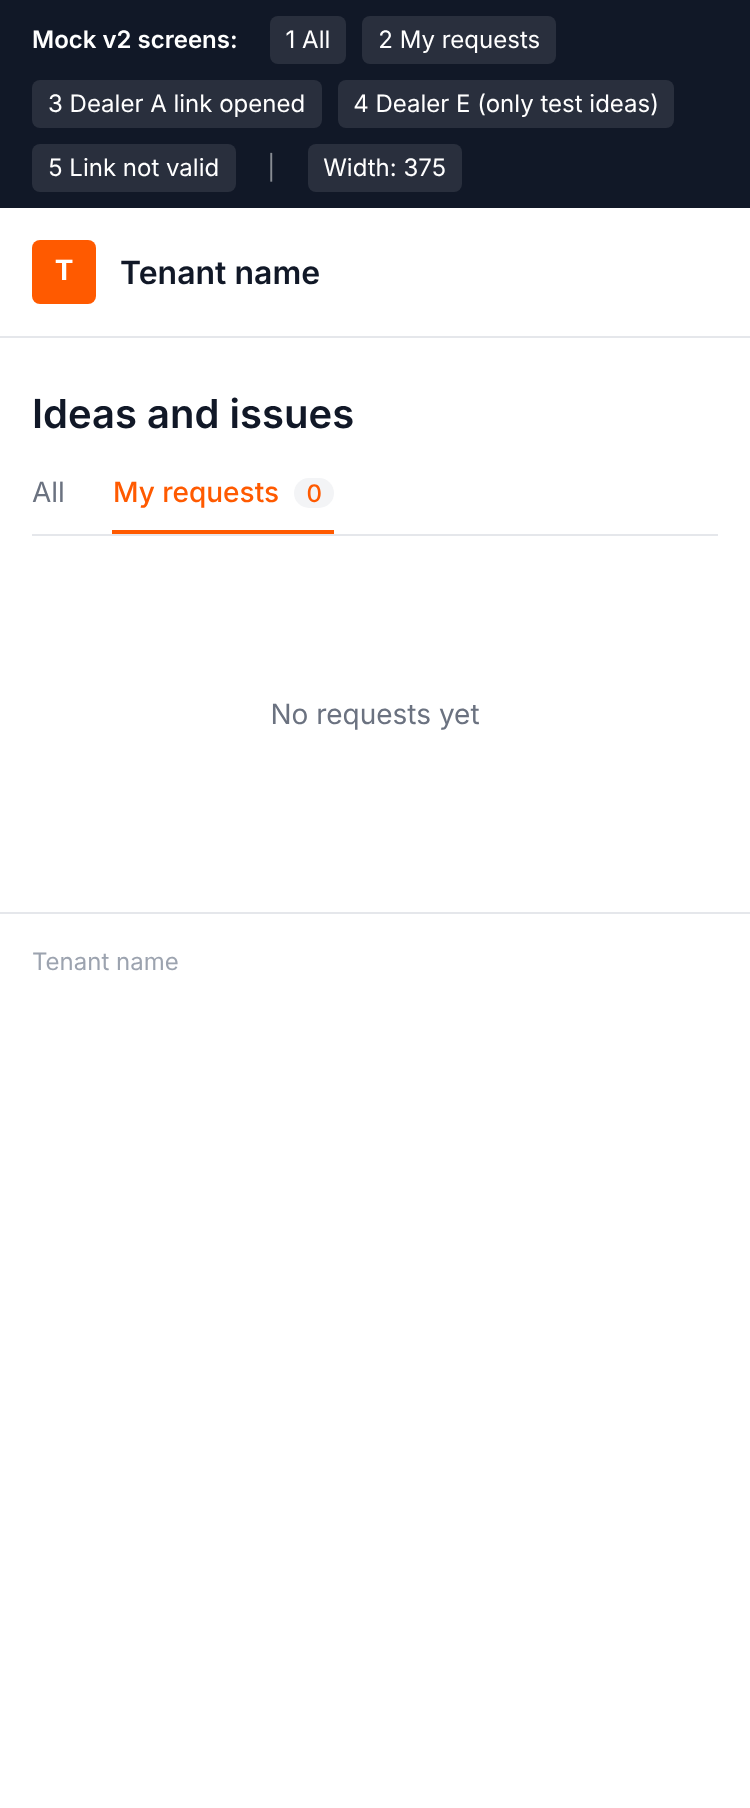 Mock v2 screens: 1 All 2 My requests
3 Dealer A link opened 4 Dealer E (only test ideas)
5 Link not valid | Width: 375
T Tenant name
Ideas and issues
All My requests 0
No requests yet
Tenant name